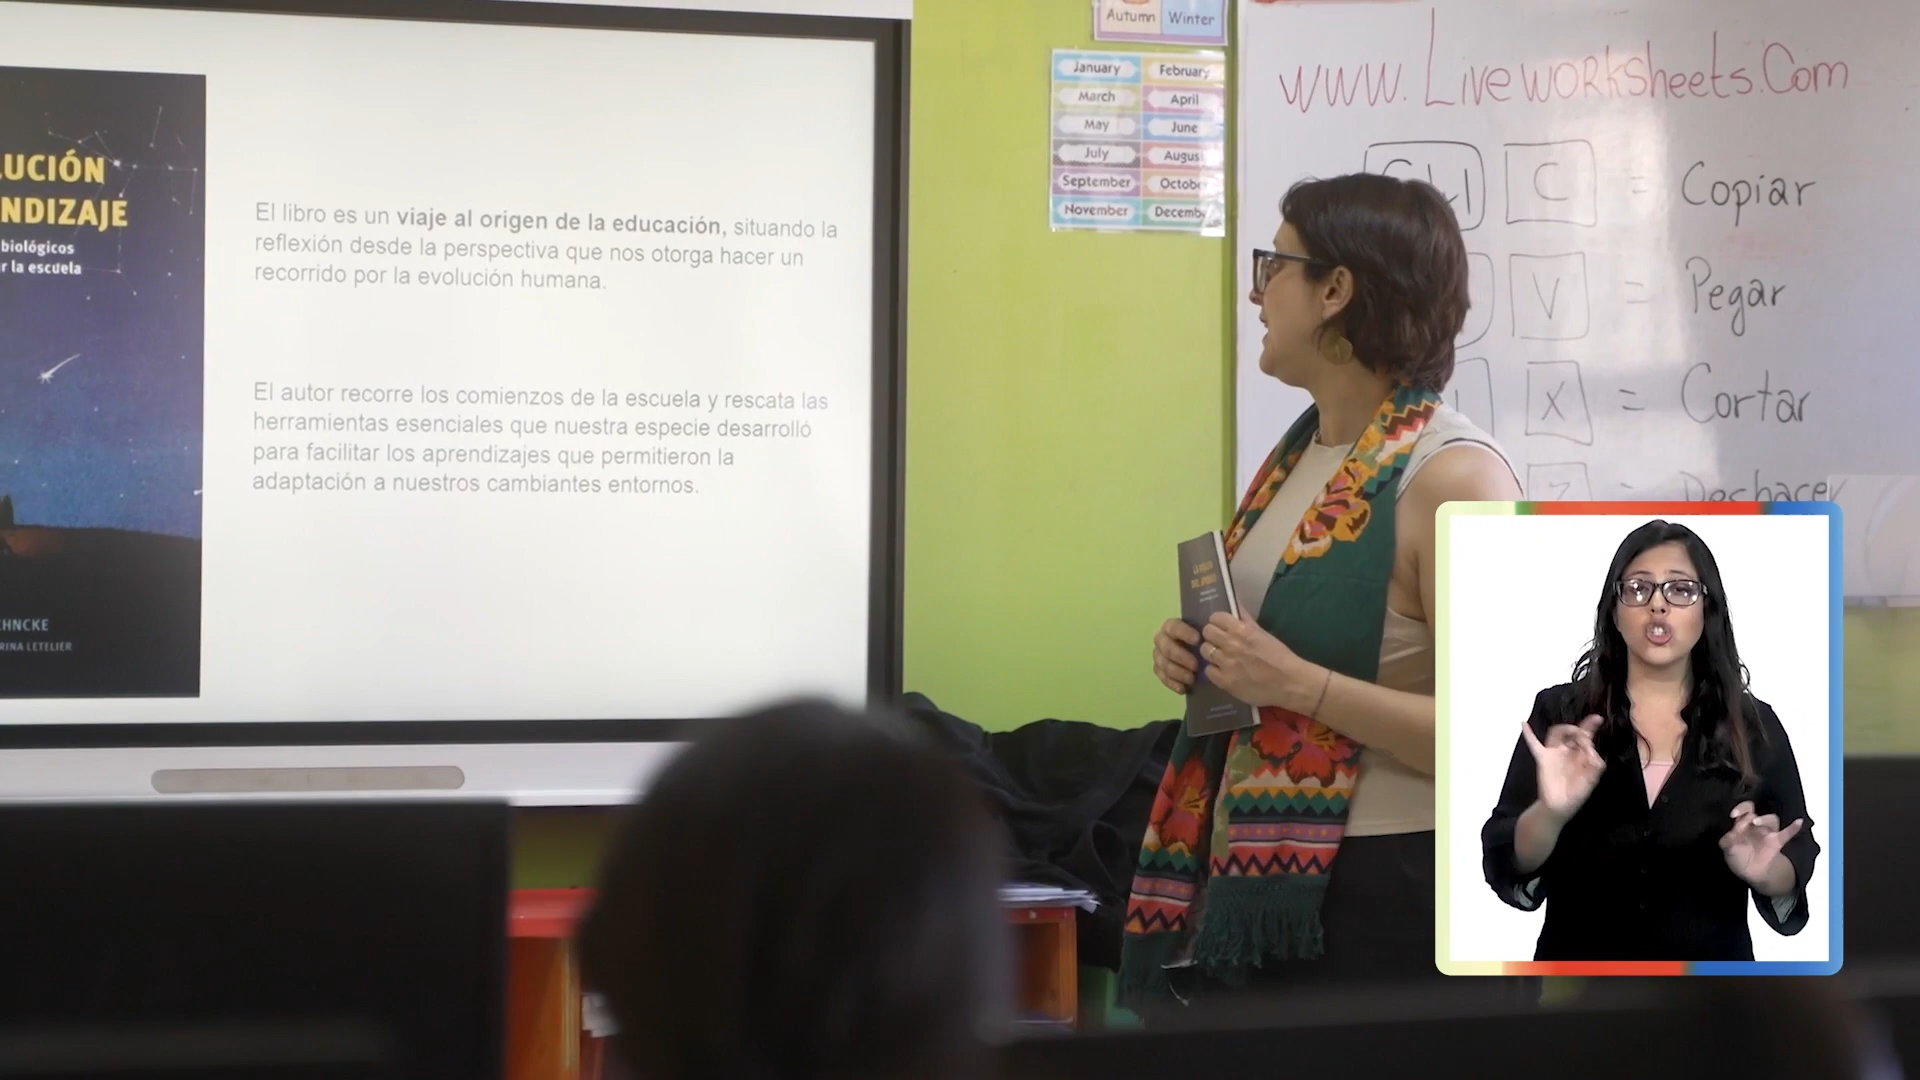 LUCIÓN
NDIZAJE
biológicos
r la escuela
HNCKE
RINA LETELIER
El libro es un viaje al origen de la educación, situando la
reflexión desde la perspectiva que nos otorga hacer un
recorrido por la evolución humana.
El autor recorre los comienzos de la escuela y rescata las
herramientas esenciales que nuestra especie desarrolló
para facilitar los aprendizajes que permitieron la
adaptación a nuestros cambiantes entornos.
Autumn Winter
January February
March April
May June
July Augus
September Octobe
November Decemb
www.Liveworksheets.Com
C = Copiar
V = Pegar
X = Cortar
Z = Deshacer